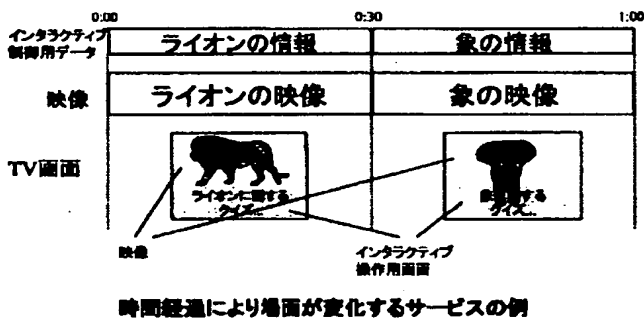 0:00 0:30 1:00
インタラクティブ
制御用データ
ライオンの情報
象の情報
映像
ライオンの映像
象の映像
TV画面
ライオンに関する
クイズ...
象に関する
クイズ...
映像
インタラクティブ
操作用画面
時間経過により場面が変化するサービスの例